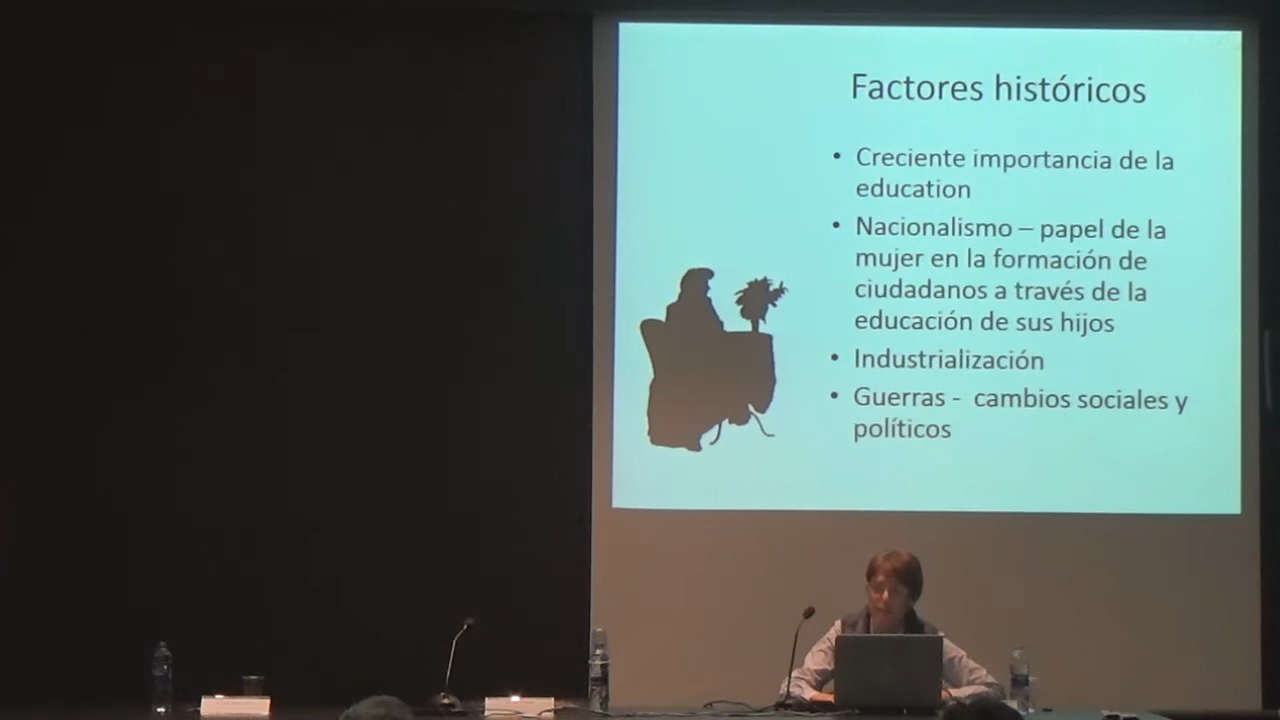 Factores históricos
• Creciente importancia de la
education
• Nacionalismo – papel de la
mujer en la formación de
ciudadanos a través de la
educación de sus hijos
• Industrialización
• Guerras - cambios sociales y
políticos